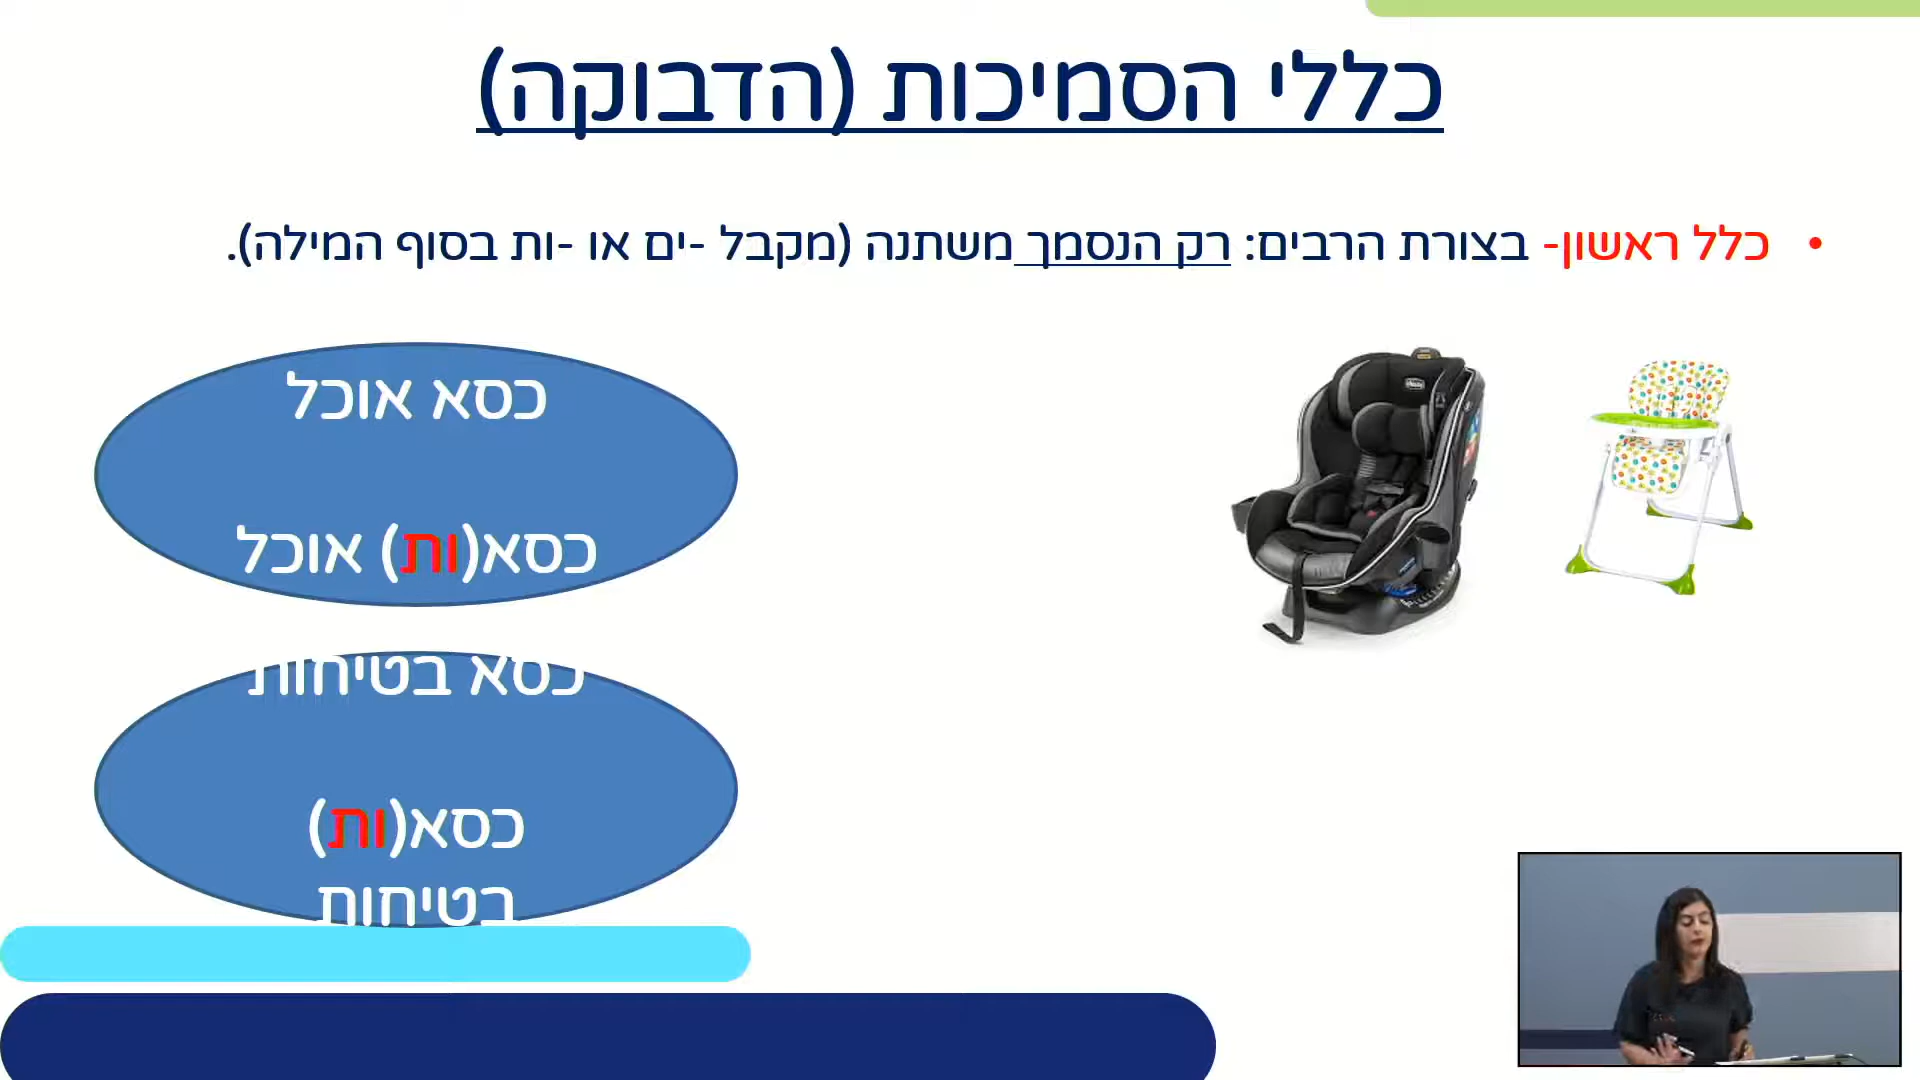 כללי הסמיכות (הדבוקה)
• כלל ראשון- בצורת הרבים: רק הנסמך משתנה (מקבל -ים או -ות בסוף המילה).
כסא אוכל
כסא(ות) אוכל
כסא בטיחות
כסא(ות)
בטיחות